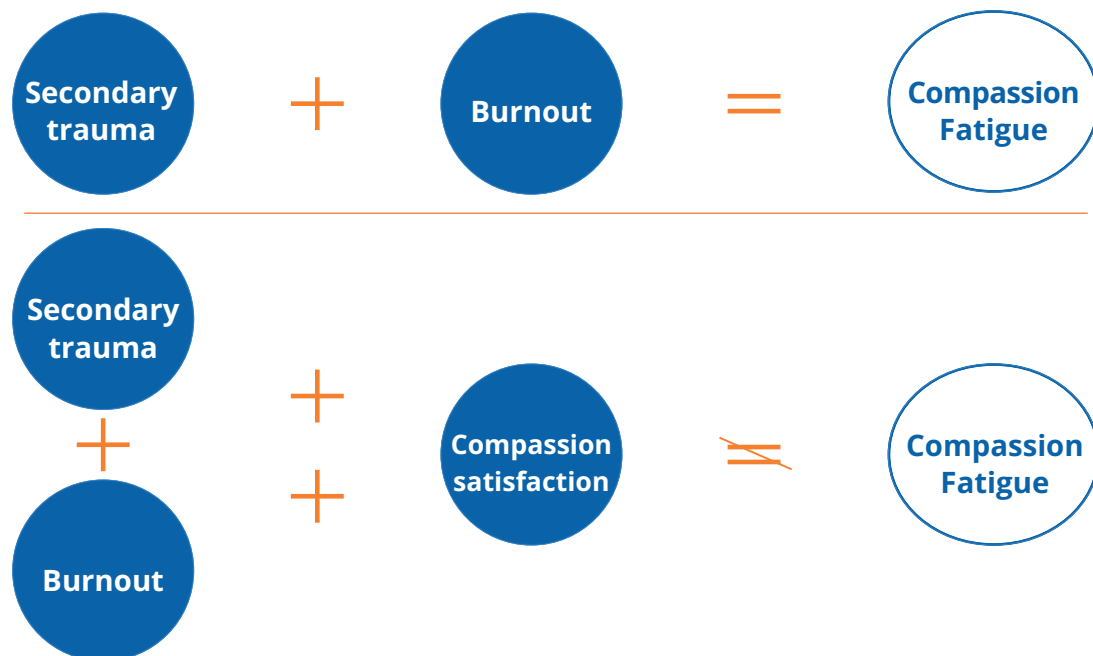 Secondary
trauma
+
Burnout
=
Compassion
Fatigue
Secondary
trauma
+
Burnout
+
+
Compassion
satisfaction
≠
Compassion
Fatigue